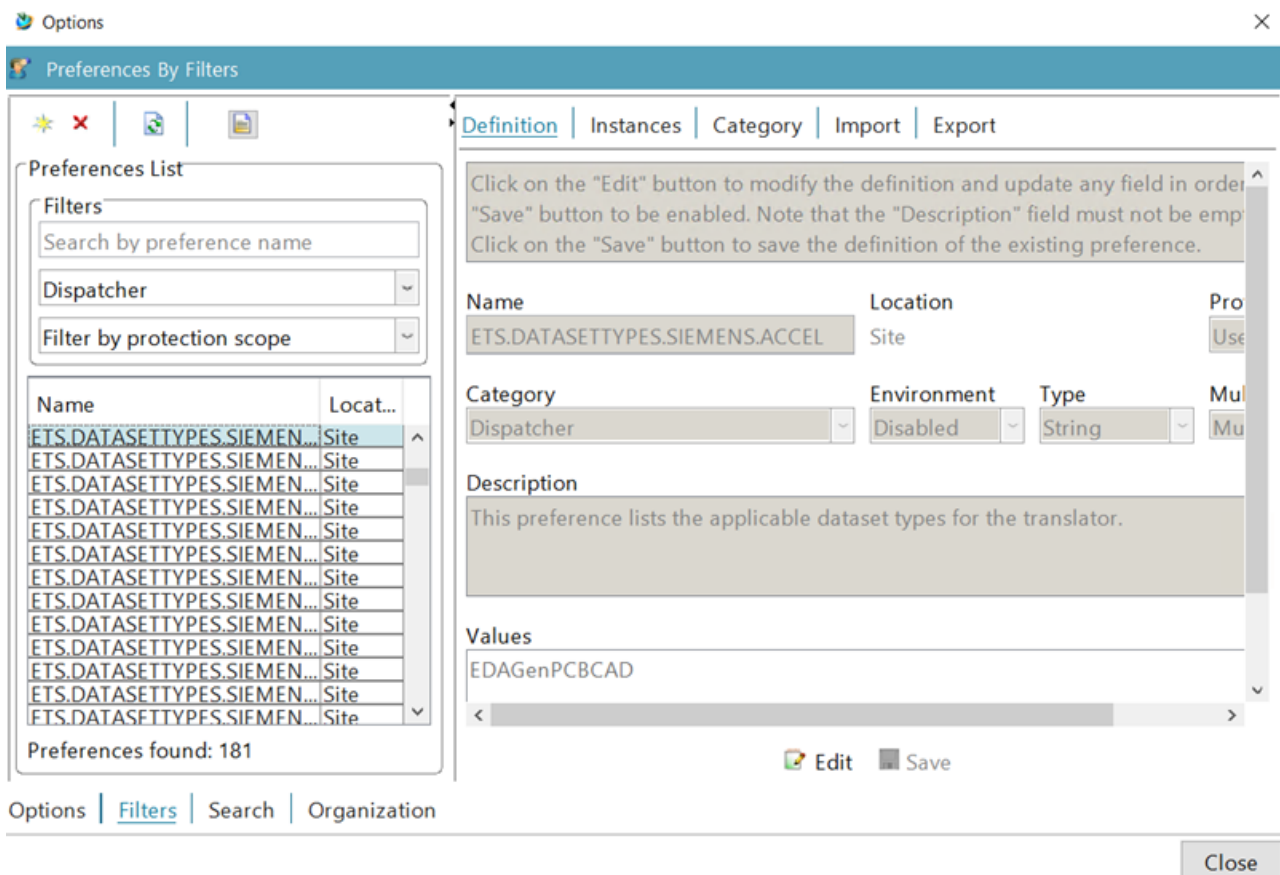 Options
Preferences By Filters
Preferences List
Filters
Search by preference name
Dispatcher
Filter by protection scope
Name Locat...
ETS.DATASETTYPES.SIEMEN... Site
ETS.DATASETTYPES.SIEMEN... Site
ETS.DATASETTYPES.SIEMEN... Site
ETS.DATASETTYPES.SIEMEN... Site
ETS.DATASETTYPES.SIEMEN... Site
ETS.DATASETTYPES.SIEMEN... Site
ETS.DATASETTYPES.SIEMEN... Site
ETS.DATASETTYPES.SIEMEN... Site
ETS.DATASETTYPES.SIEMEN... Site
ETS.DATASETTYPES.SIEMEN... Site
ETS.DATASETTYPES.SIEMEN... Site
ETS.DATASETTYPES.SIEMEN... Site
ETS.DATASETTYPES.SIEMEN... Site
Preferences found: 181
Definition Instances Category Import Export
Click on the "Edit" button to modify the definition and update any field in order
"Save" button to be enabled. Note that the "Description" field must not be emp
Click on the "Save" button to save the definition of the existing preference.
Name Location Pro
ETS.DATASETTYPES.SIEMENS.ACCEL Site Use
Category Environment Type Mul
Dispatcher Disabled String Mu
Description
This preference lists the applicable dataset types for the translator.
Values
EDAGenPCBCAD
Edit Save
Options Filters Search Organization
Close